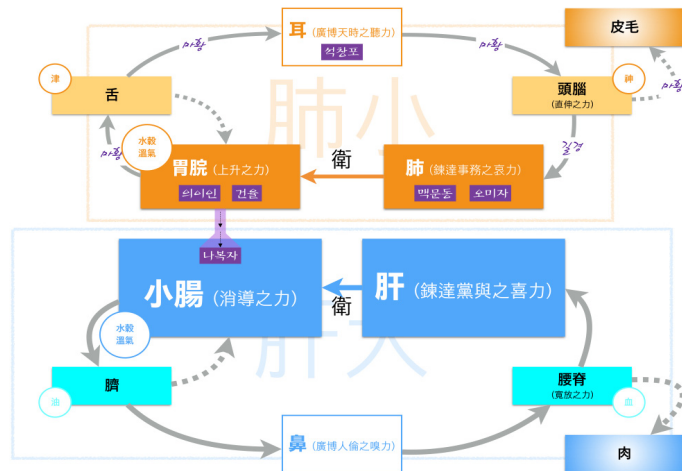 마황
耳 (廣博天時之聽力)
석창포
마황
皮毛
津
舌
頭腦
(直伸之力)
神
마황
肺小
水穀
溫氣
마황
길경
胃脘 (上升之力)
의이인 건율
衛
肺 (鍊達事務之哀力)
맥문동 오미자
나복자
小腸 (消導之力)
衛
肝 (鍊達黨與之喜力)
水穀
溫氣
肝大
臍
油
腰脊
(寬放之力)
血
鼻 (廣博人倫之嗅力)
肉